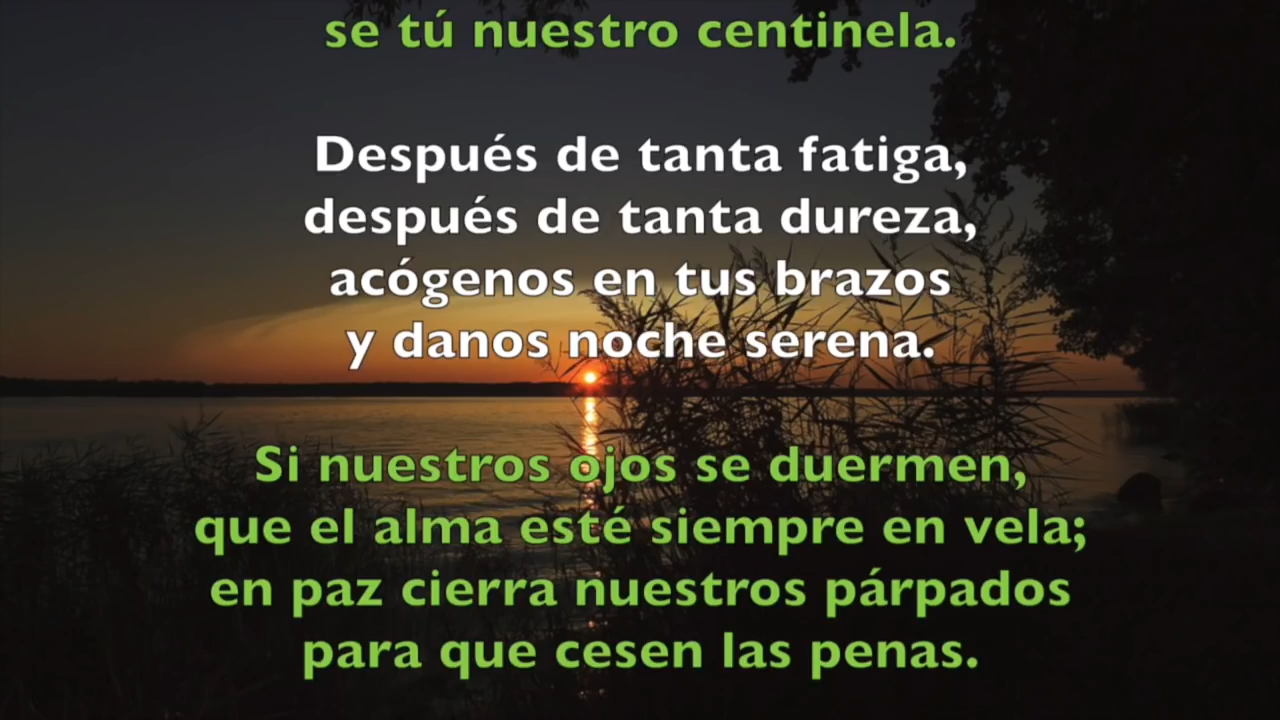 se tú nuestro centinela.
Después de tanta fatiga,
después de tanta dureza,
acógenos en tus brazos
y danos noche serena.
Si nuestros ojos se duermen,
que el alma esté siempre en vela;
en paz cierra nuestros párpados
para que cesen las penas.